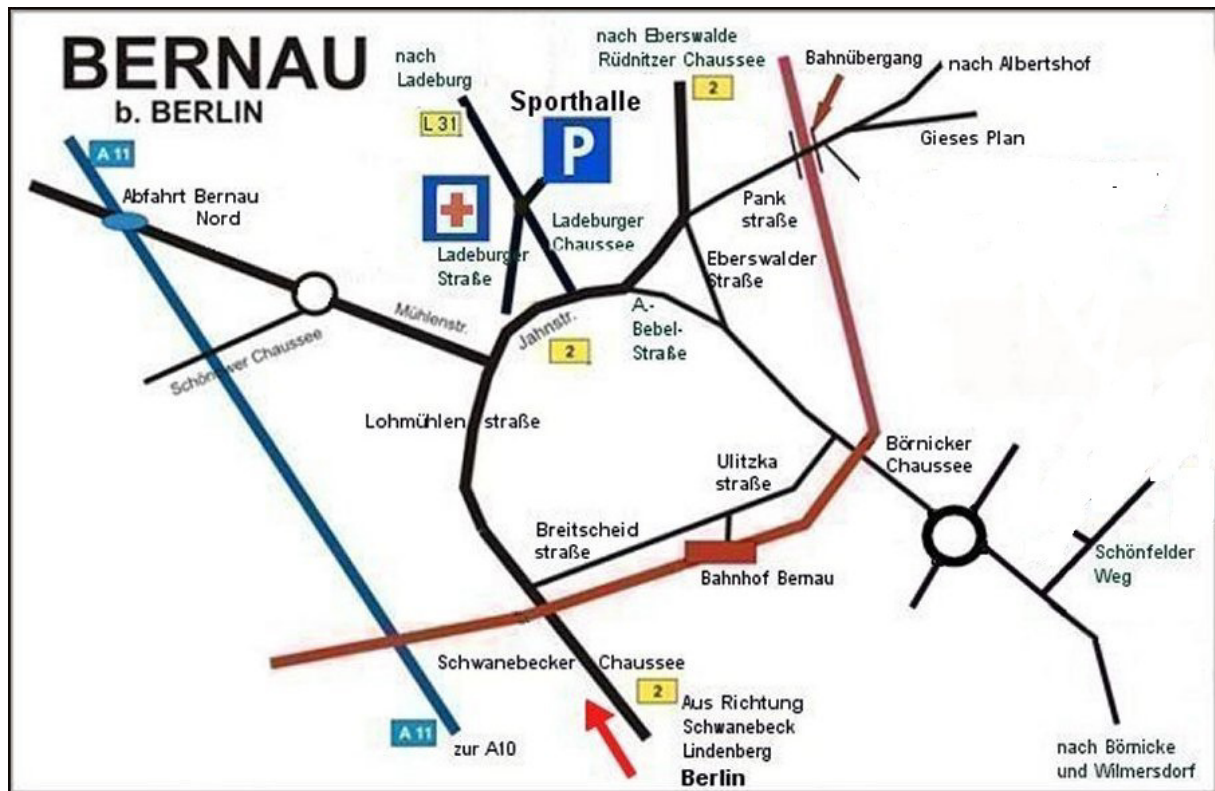 BERNAU
b. BERLIN
nach
Ladeburg
L 31
Sporthalle
P
nach Eberswalde
Rüdnitzer Chaussee
2
Bahnübergang
nach Albertshof
Gieses Plan
A 11
Abfahrt Bernau
Nord
Ladeburger
Chaussee
Ladeburger
Straße
Pank
straße
Eberswalder
Straße
Mühlenstr.
Jahnstr.
2
A.-
Bebel-
Straße
Schönower Chaussee
Lohmühlen straße
Ulitzka
straße
Börnicker
Chaussee
Breitscheid
straße
Bahnhof Bernau
Schönfelder
Weg
Schwanebecker Chaussee
2
Aus Richtung
Schwanebeck
Lindenberg
Berlin
A 11
zur A10
nach Börnicke
und Wilmersdorf